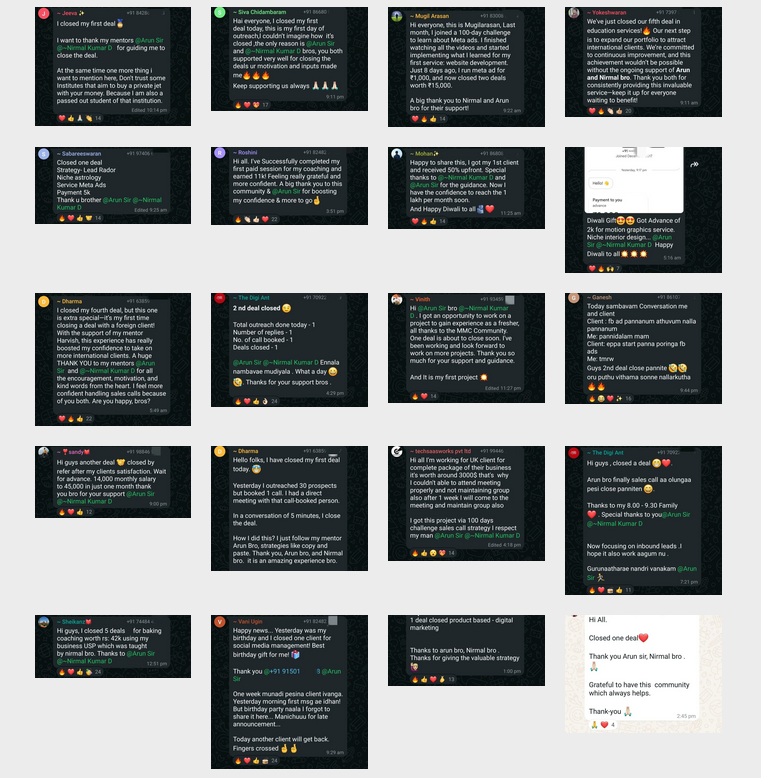 ~ Jeeva
I closed my first deal
I want to thank my mentors @Arun
Sir @~Nirmal Kumar D for guiding me to
close the deal.
At the same time one more thing i
want to mention here, Don't trust some
Institutes that aim to buy a private jet
with your money. Because I am also a
passed out student of that institution.
Edited 10:14 pm
14
~ Siva Chidambaram
Hai everyone, I closed my first
deal today, this is my first day of
outreach,I couldn't imagine how it's
closed ,the only reason is @Arun Sir
@~Nirmal Kumar D bro, you both
supported very well for closing the
deals ur motivation and inputs made
me
Keep supporting us always
9:11 pm
17
~ Mugil Arasan
Hi everyone, this is Mugilarasan, Last
month, I joined a 100-day challenge
to learn about Meta ads. I finished
watching all the videos and started
implementing what I learned for my
first service: website development.
Just 8 days ago, I run meta ad for
₹1,000, and now closed two deals
worth ₹15,000.
A big thank you to Nirmal and Arun
bro for their support!
9:22 am
14
~ Yokeshwaran
We've just closed our fifth deal in
education services! Our next step
is to expand our portfolio to attract
international clients. We're committed
to continuous improvement, and this
achievement wouldn't be possible
without the ongoing support of Arun
and Nirmal bro. Thank you both for
consistently providing this invaluable
service—keep it up for everyone
waiting to benefit!
9:11 am
20
~ Sabareeswaran
Closed one deal
Strategy- Lead Rador
Niche astrology
Service Meta Ads
Payment 5k
Thank u brother @Arun Sir @~Nirmal
Kumar D
Edited 9:25 am
14
~ Roshini
Hi all. I've Successfully completed my
first paid session for my coaching and
earned 11k! Feeling really grateful and
more confident. A big thank you to this
community & @Arun Sir for boosting
my confidence & more to go
3:51 pm
22
~ Mohan
Happy to share this, I got my 1st client
and received 50% upfront. Special
thanks to @~Nirmal Kumar D and
@Arun Sir for the guidance. Now I
have the confidence to reach the 1
lakh per month soon.
And Happy Diwali to all
11:25 am
14
Hello!
Payment to you
advance
Diwali Gift Got Advance of
2k for motion graphics service.
Niche interior design... @Arun
Sir @~Nirmal Kumar D Happy
Diwali to all
5:16 am
7
~ Dharma
I closed my fourth deal, but this one
is extra special—it's my first time
closing a deal with a foreign client!
With the support of my mentor
Harvish, this experience has really
boosted my confidence to take on
more international clients. A huge
THANK YOU to my mentors @Arun
Sir and @~Nirmal Kumar D for all
the encouragement, motivation, and
kind words from the heart. I feel more
confident handling sales calls because
of you both. Are you happy, bros?
5:49 am
22
~ The Digi Ant
2 nd deal closed
Total outreach done today - 1
Number of replies - 1
No. of call booked - 1
Deals closed - 1
@Arun Sir @~Nirmal Kumar D Ennala
nambavae mudiyala . What a day
. Thanks for your support bros .
4:29 pm
24
~ Vinith
Hi @Arun Sir bro @~Nirmal Kumar
D . I got an opportunity to work on a
project to gain experience as a fresher,
all thanks to the MMC Community.
One deal is about to close soon. I've
been working and look forward to
work on more projects. Thank you so
much for your support and guidance.
And It is my first project
Edited 11:27 pm
14
~ Ganesh
Today sambavam Conversation me
and client
Client : fb ad pannanum athuvum nalla
pannanum
Me: pannidalam mam
Client: eppa start panna poringa fb
ads
Me: tmrw
Guys 2nd deal close pannite
oru puthu vithama sonne nallarkutha
9:44 pm
16
~ sandy
Hi guys another deal closed by
refer after my clients satisfaction. Wait
for advance. 14,000 monthly salary
to 45,000 in just one month thank
you bro for your support @Arun
Sir @~Nirmal Kumar D
9:00 pm
12
~ Dharma
Hello folks, I have closed my first deal
today.
Yesterday I outreached 30 prospects
but booked 1 call. I had a direct
meeting with that call-booked person.
In a conversation of 5 minutes, I close
the deal.
How I did this? I just follow my mentor
Arun Bro, strategies like copy and
paste. Thank you, Arun bro, and Nirmal
bro. it is an amazing experience bro.
~ techsaasworks pvt ltd
Hi all I'm working for UK client for
complete package of their business
it's worth around 3000$ that's why
I couldn't able to attend meeting
properly and not maintaining group
also after 1 week I will come to the
meeting and maintain group also
I got this project via 100 days
challenge sales call strategy I respect
my man @Arun Sir @~Nirmal Kumar D
Edited 4:18 pm
14
~ The Digi Ant
Hi guys , closed a deal
Arun bro finally sales call aa olungaa
pesi close panniten
Thanks to my 8.00 - 9.30 Family
. Special thanks to you@Arun Sir
@~Nirmal Kumar D
Now focusing on inbound leads .I
hope it also work aagum nu .
Gurunaatharae nandri vanakam @Arun
Sir
7:21 pm
11
~ Sheikanz
Hi guys, I closed 5 deals for baking
coaching worth rs: 42k using my
business USP which was taught
by nirmal bro. Thanks to @Arun Sir
@~Nirmal Kumar D
12:51 pm
24
~ Vani Ugin
Happy news... Yesterday was my
birthday and I closed one client for
social media management! Best
birthday gift for me!
Thank you @+91 91501 @Arun
Sir
One week munadi pesina client ivanga.
Yesterday morning first msg ae idhan!
But birthday party naala I forgot to
share it here... Manichuuu for late
announcement...
Today another client will get back.
Fingers crossed
9:29 am
24
1 deal closed product based - digital
marketing
Thanks to arun bro, Nirmal bro .
Thanks for giving the valuable strategy
1:00 pm
13
Hi All.
Closed one deal
Thank you Arun sir, Nirmal bro .
Grateful to have this community
which always helps.
Thank-you
2:45 pm
4